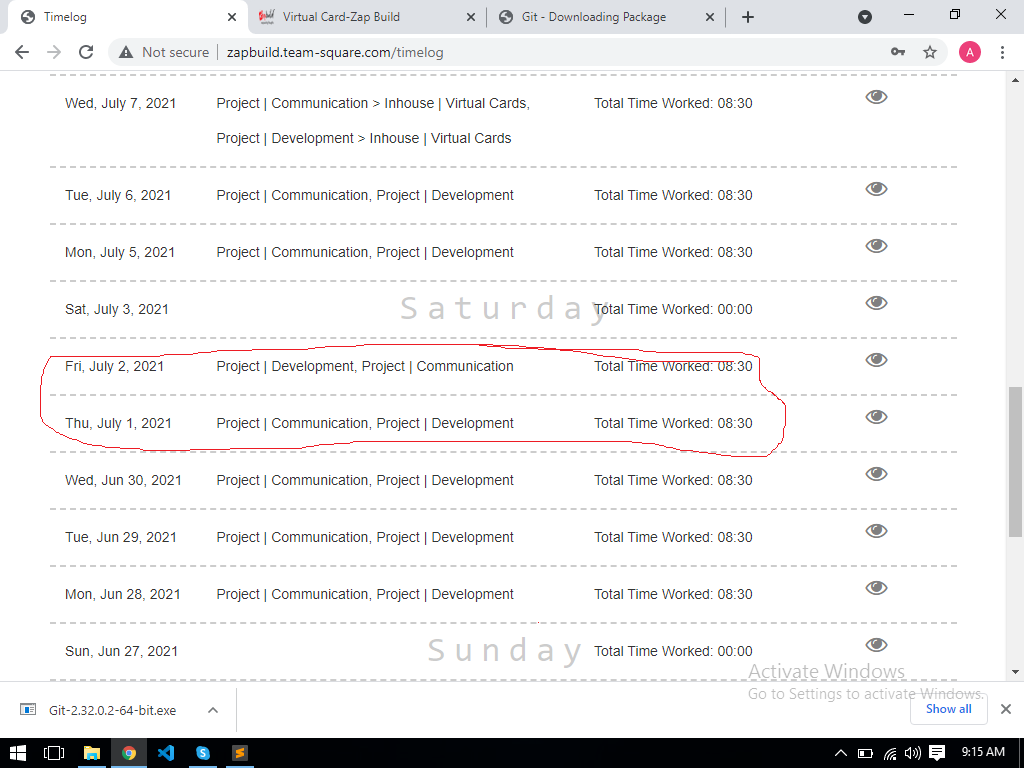 Timelog
Virtual Card-Zap Build
Git - Downloading Package
Not secure
zapbuild.team-square.com/timelog
A
Wed, July 7, 2021 Project | Communication > Inhouse | Virtual Cards, Total Time Worked: 08:30
Project | Development > Inhouse | Virtual Cards
Tue, July 6, 2021 Project | Communication, Project | Development Total Time Worked: 08:30
Mon, July 5, 2021 Project | Communication, Project | Development Total Time Worked: 08:30
Sat, July 3, 2021 Saturday Total Time Worked: 00:00
Fri, July 2, 2021 Project | Development, Project | Communication Total Time Worked: 08:30
Thu, July 1, 2021 Project | Communication, Project | Development Total Time Worked: 08:30
Wed, Jun 30, 2021 Project | Communication, Project | Development Total Time Worked: 08:30
Tue, Jun 29, 2021 Project | Communication, Project | Development Total Time Worked: 08:30
Mon, Jun 28, 2021 Project | Communication, Project | Development Total Time Worked: 08:30
Sun, Jun 27, 2021 Sunday Total Time Worked: 00:00
Activate Windows
Go to Settings to activate Windows.
Git-2.32.0.2-64-bit.exe
Show all
9:15 AM